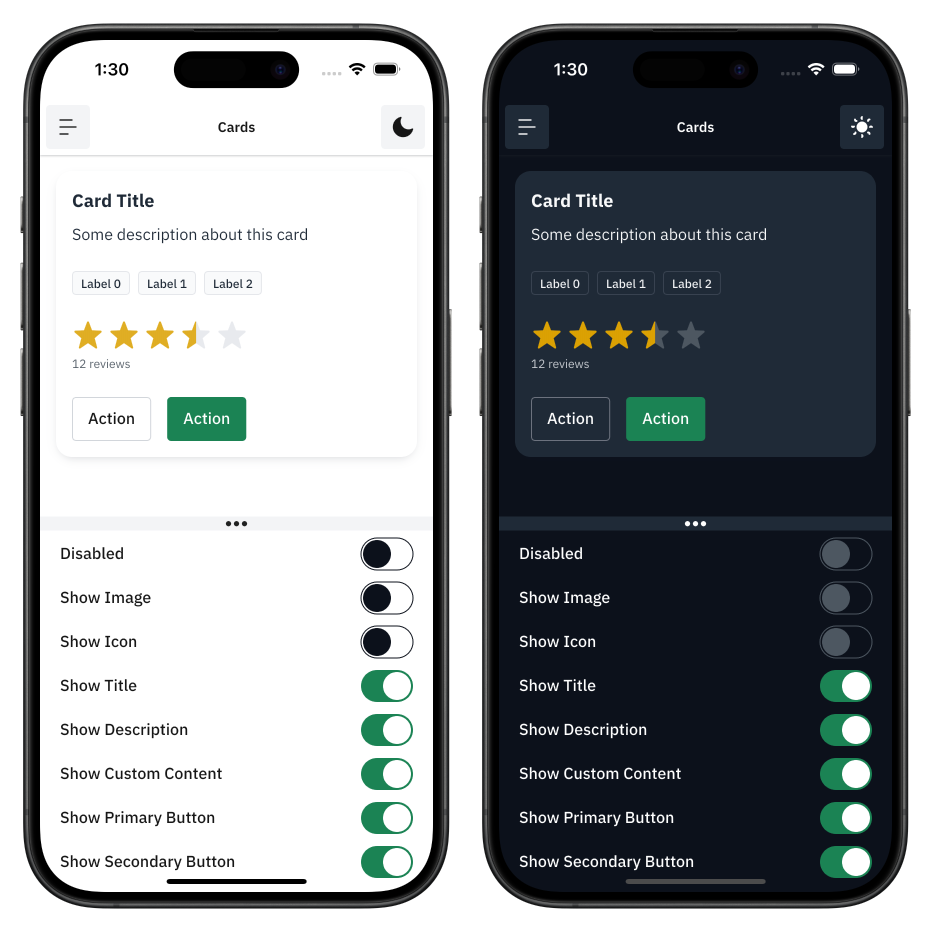 1:30
Cards
Card Title
Some description about this card
Label 0 Label 1 Label 2
12 reviews
Action Action
Disabled
Show Image
Show Icon
Show Title
Show Description
Show Custom Content
Show Primary Button
Show Secondary Button
1:30
Cards
Card Title
Some description about this card
Label 0 Label 1 Label 2
12 reviews
Action Action
Disabled
Show Image
Show Icon
Show Title
Show Description
Show Custom Content
Show Primary Button
Show Secondary Button